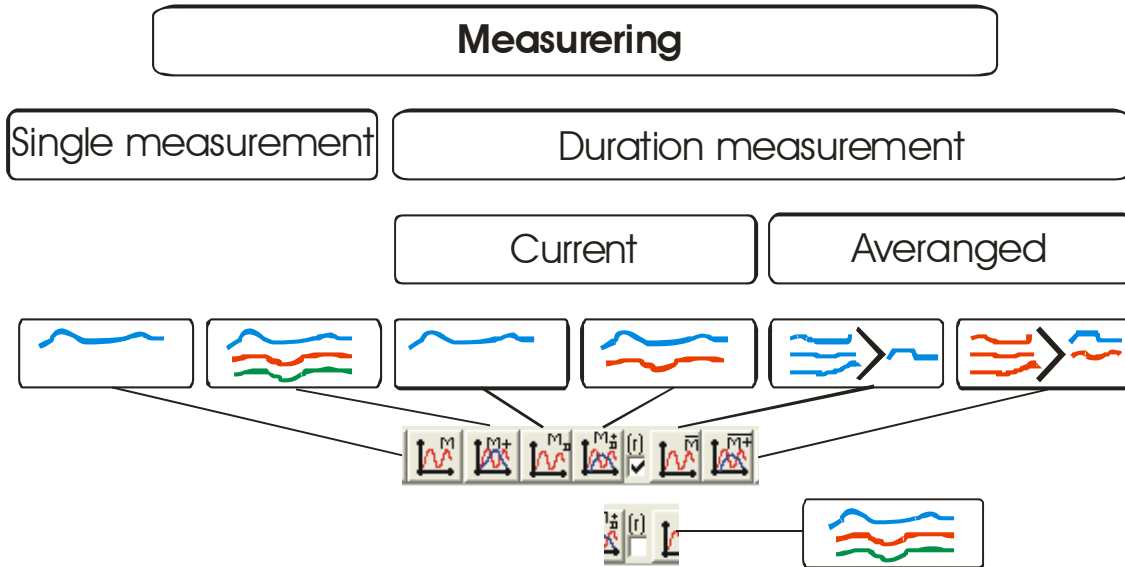 Measurering
Single measurement
Duration measurement
Current
Averanged
M
M+
(r)
M
M+
(r)